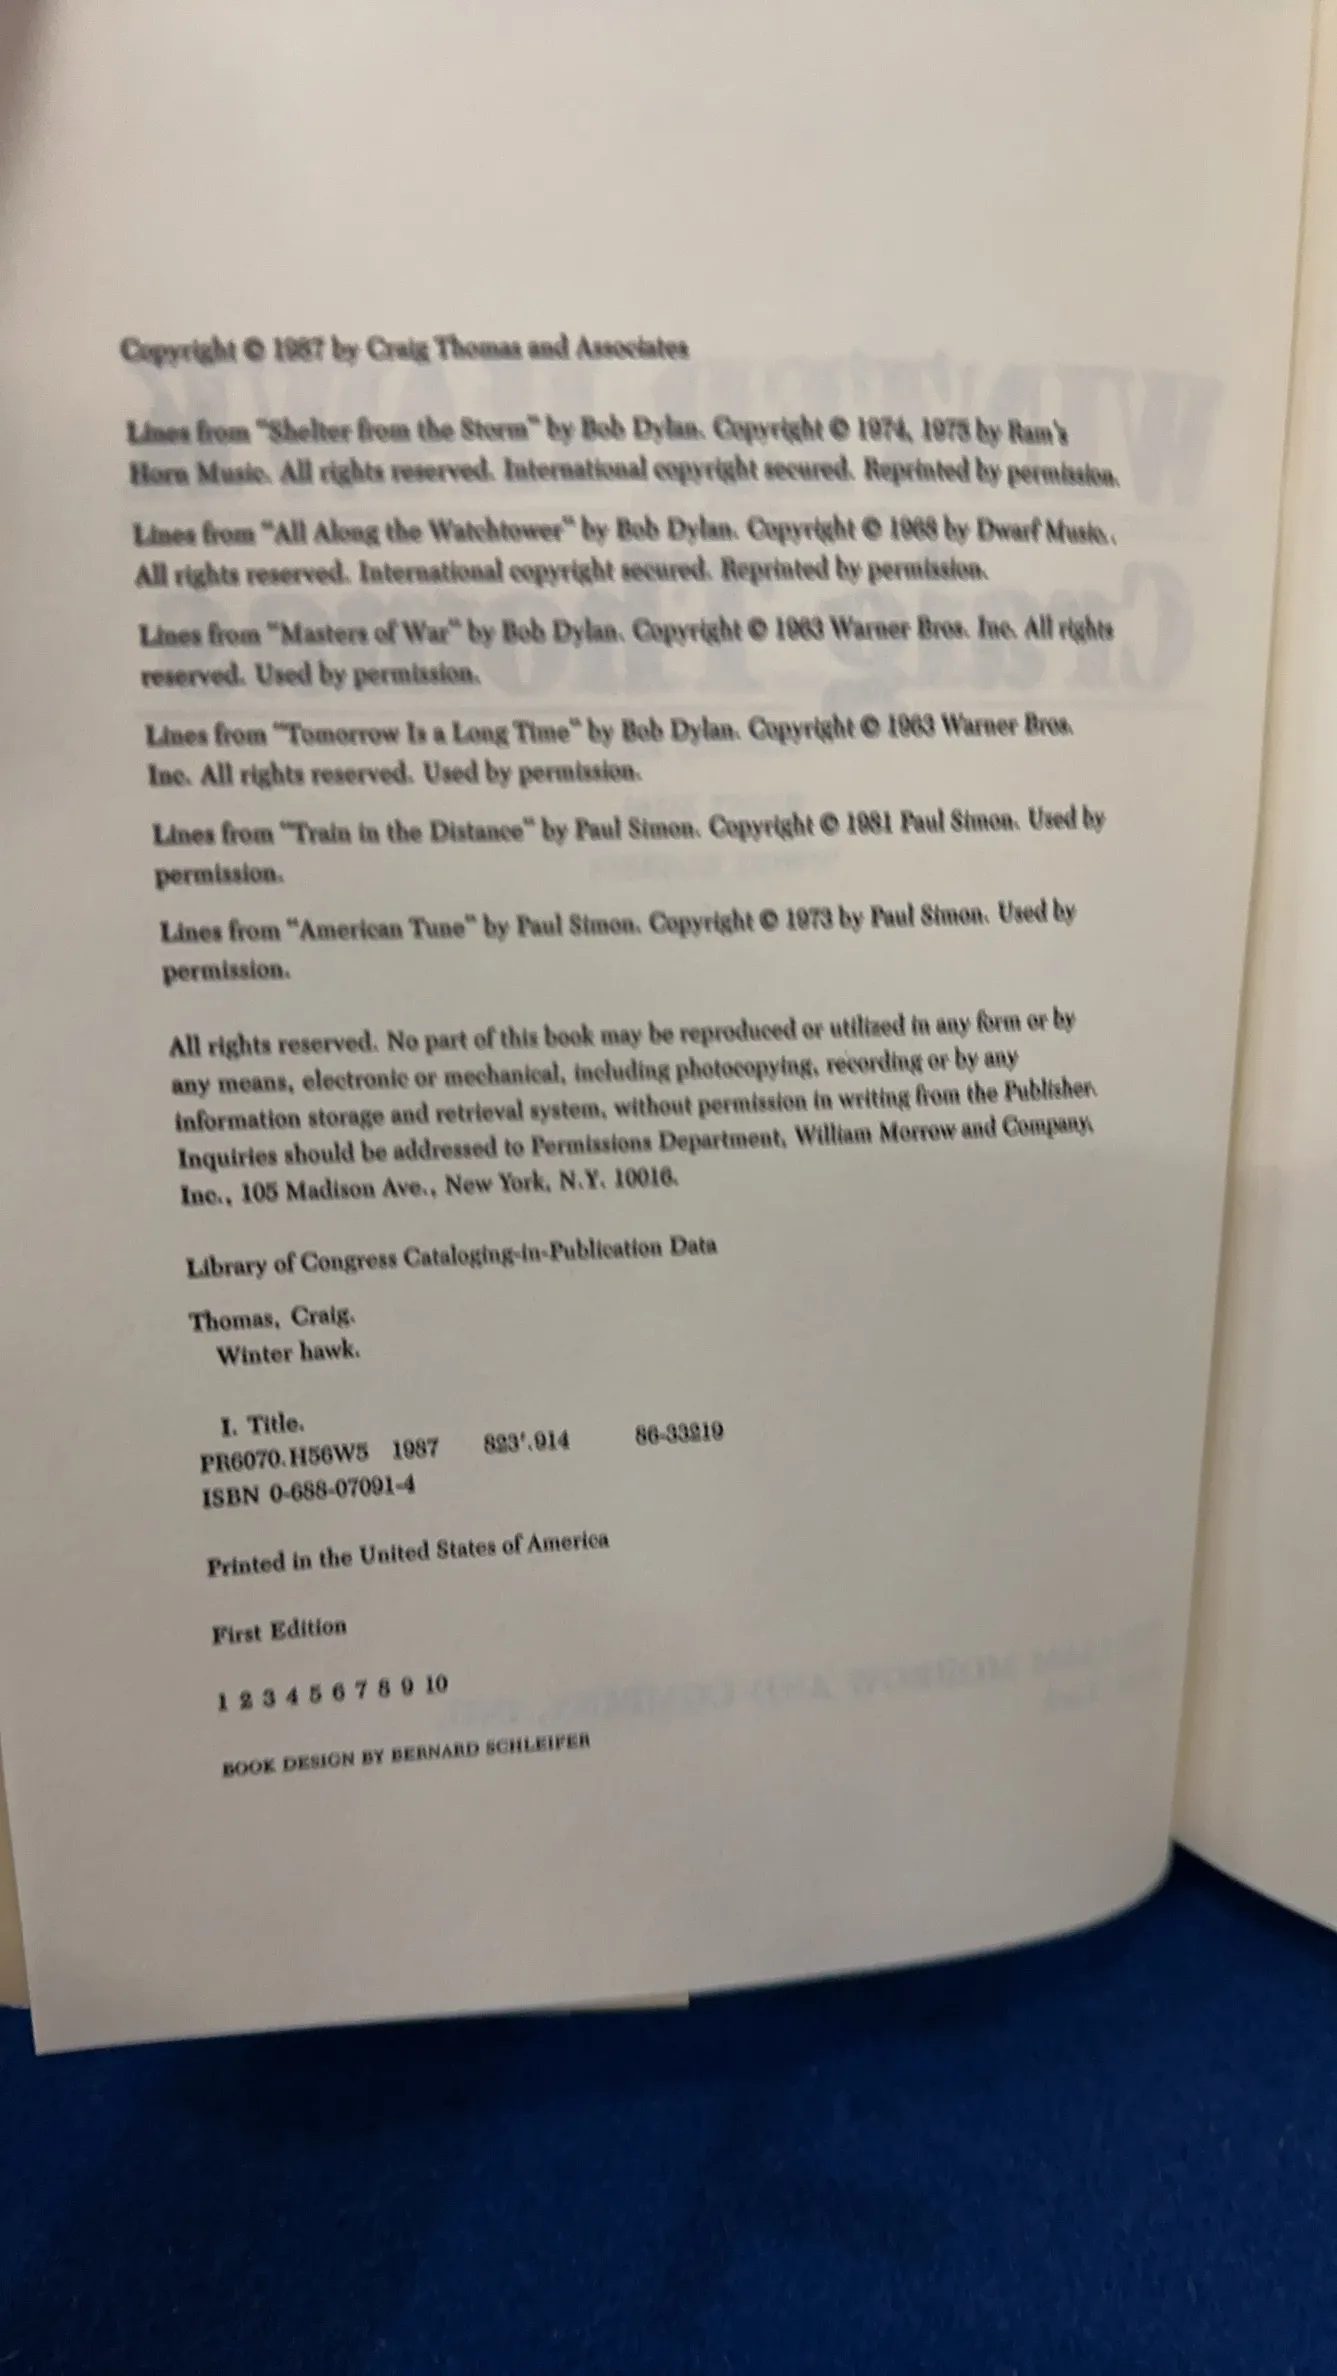 Copyright © 1987 by Craig Thomas and Associates
Lines from "Shelter from the Storm" by Bob Dylan. Copyright © 1974, 1975 by Ram's
Horn Music. All rights reserved. International copyright secured. Reprinted by permission.
Lines from "All Along the Watchtower" by Bob Dylan. Copyright © 1968 by Dwarf Music.
All rights reserved. International copyright secured. Reprinted by permission.
Lines from "Masters of War" by Bob Dylan. Copyright © 1963 Warner Bros. Inc. All rights
reserved. Used by permission.
Lines from "Tomorrow Is a Long Time" by Bob Dylan. Copyright © 1963 Warner Bros.
Inc. All rights reserved. Used by permission.
Lines from "Train in the Distance" by Paul Simon. Copyright © 1981 Paul Simon. Used by
permission.
Lines from "American Tune" by Paul Simon. Copyright © 1973 by Paul Simon. Used by
permission.
All rights reserved. No part of this book may be reproduced or utilized in any form or by
any means, electronic or mechanical, including photocopying, recording or by any
information storage and retrieval system, without permission in writing from the Publisher.
Inquiries should be addressed to Permissions Department, William Morrow and Company,
Inc., 105 Madison Ave., New York, N.Y. 10016.
Library of Congress Cataloging-in-Publication Data
Thomas, Craig.
Winter hawk.
I. Title.
PR6070.H56W5 1987 823'.914 86-33219
ISBN 0-688-07091-4
Printed in the United States of America
First Edition
1 2 3 4 5 6 7 8 9 10
BOOK DESIGN BY BERNARD SCHLEIFER